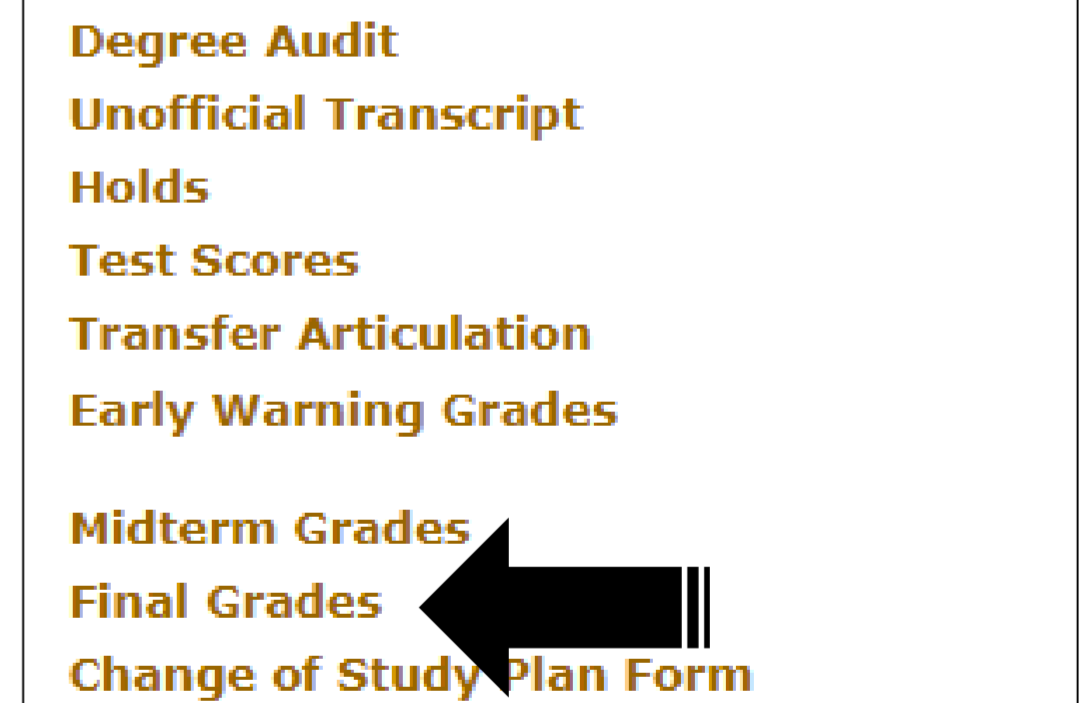 Degree Audit
Unofficial Transcript
Holds
Test Scores
Transfer Articulation
Early Warning Grades
Midterm Grades
Final Grades
Change of Study Plan Form